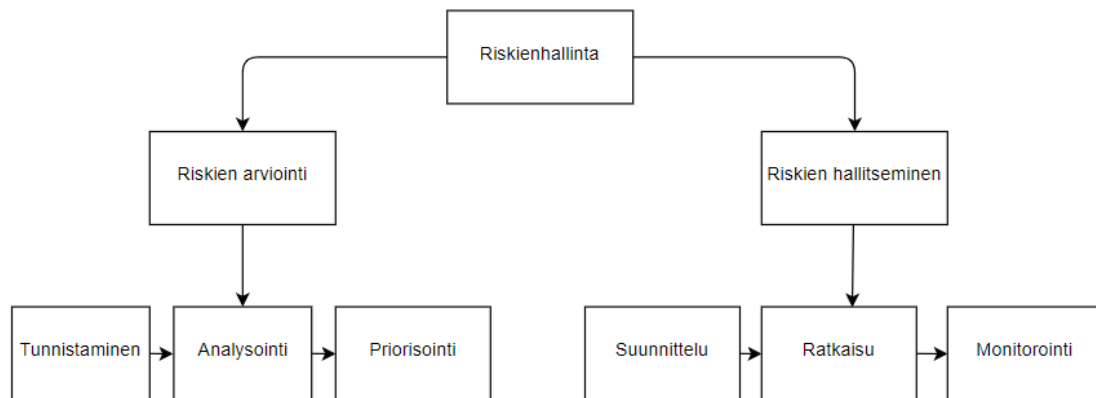 Riskienhallinta
Riskien arviointi
Riskien hallitseminen
Tunnistaminen
Analysointi
Priorisointi
Suunnittelu
Ratkaisu
Monitorointi